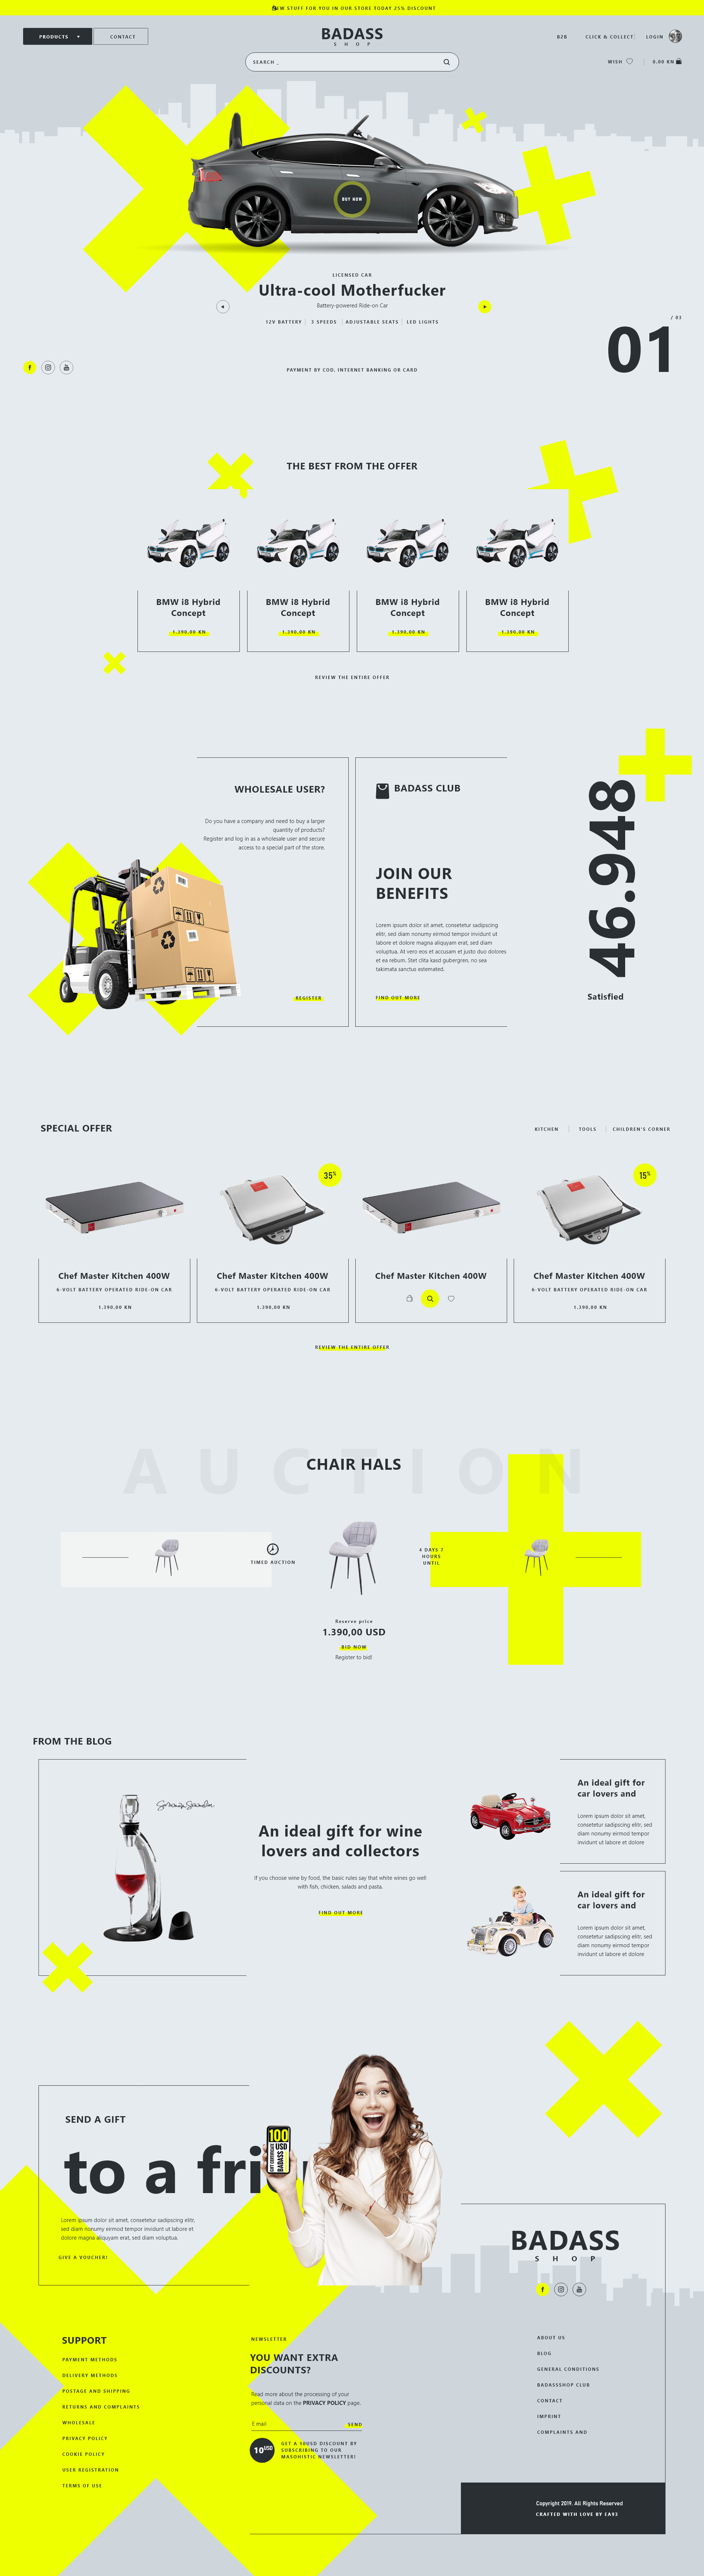 NEW STUFF FOR YOU IN OUR STORE TODAY 25% DISCOUNT
PRODUCTS
CONTACT
BADASS
SHOP
B2B
CLICK & COLLECT
LOGIN
SEARCH _
WISH
0,00 KN
BUY NOW
LICENSED CAR
Ultra-cool Motherfucker
Battery-powered Ride-on Car
12V BATTERY
3 SPEEDS
ADJUSTABLE SEATS
LED LIGHTS
/ 03
01
PAYMENT BY COD, INTERNET BANKING OR CARD
THE BEST FROM THE OFFER
BMW i8 Hybrid
Concept
1.390,00 KN
BMW i8 Hybrid
Concept
1.390,00 KN
BMW i8 Hybrid
Concept
1.390,00 KN
BMW i8 Hybrid
Concept
1.390,00 KN
REVIEW THE ENTIRE OFFER
WHOLESALE USER?
Do you have a company and need to buy a larger
quantity of products?
Register and log in as a wholesale user and secure
access to a special part of the store.
REGISTER
BADASS CLUB
JOIN OUR
BENEFITS
Lorem ipsum dolor sit amet, consetetur sadipscing
elitr, sed diam nonumy eirmod tempor invidunt ut
labore et dolore magna aliquyam erat, sed diam
voluptua. At vero eos et accusam et justo duo dolores
et ea rebum. Stet clita kasd gubergren, no sea
takimata sanctus estemated.
FIND OUT MORE
46.948
Satisfied
SPECIAL OFFER
KITCHEN
TOOLS
CHILDREN'S CORNER
35%
15%
Chef Master Kitchen 400W
6-VOLT BATTERY OPERATED RIDE-ON CAR
1.390,00 KN
Chef Master Kitchen 400W
6-VOLT BATTERY OPERATED RIDE-ON CAR
1.390,00 KN
Chef Master Kitchen 400W
Chef Master Kitchen 400W
6-VOLT BATTERY OPERATED RIDE-ON CAR
1.390,00 KN
REVIEW THE ENTIRE OFFER
AUCTION
CHAIR HALS
TIMED AUCTION
4 DAYS 7
HOURS
UNTIL
Reserve price
1.390,00 USD
BID NOW
Register to bid!
FROM THE BLOG
An ideal gift for wine
lovers and collectors
If you choose wine by food, the basic rules say that white wines go well
with fish, chicken, salads and pasta.
FIND OUT MORE
An ideal gift for
car lovers and
Lorem ipsum dolor sit amet,
consetetur sadipscing elitr, sed
diam nonumy eirmod tempor
invidunt ut labore et dolore
An ideal gift for
car lovers and
Lorem ipsum dolor sit amet,
consetetur sadipscing elitr, sed
diam nonumy eirmod tempor
invidunt ut labore et dolore
SEND A GIFT
to a fri
Lorem ipsum dolor sit amet, consetetur sadipscing elitr,
sed diam nonumy eirmod tempor invidunt ut labore et
dolore magna aliquyam erat, sed diam voluptua.
GIVE A VOUCHER!
100
USD
BADASS
GIFT CERTIFICATE
BADASS
SHOP
SUPPORT
PAYMENT METHODS
DELIVERY METHODS
POSTAGE AND SHIPPING
RETURNS AND COMPLAINTS
WHOLESALE
PRIVACY POLICY
COOKIE POLICY
USER REGISTRATION
TERMS OF USE
NEWSLETTER
YOU WANT EXTRA
DISCOUNTS?
Read more about the processing of your
personal data on the PRIVACY POLICY page.
E mail
SEND
10USD
GET A 10USD DISCOUNT BY
SUBSCRIBING TO OUR
MASOHISTIC NEWSLETTER!
ABOUT US
BLOG
GENERAL CONDITIONS
BADASSSHOP CLUB
CONTACT
IMPRINT
COMPLAINTS AND
Copyright 2019. All Rights Reserved
CRAFTED WITH LOVE BY EA93